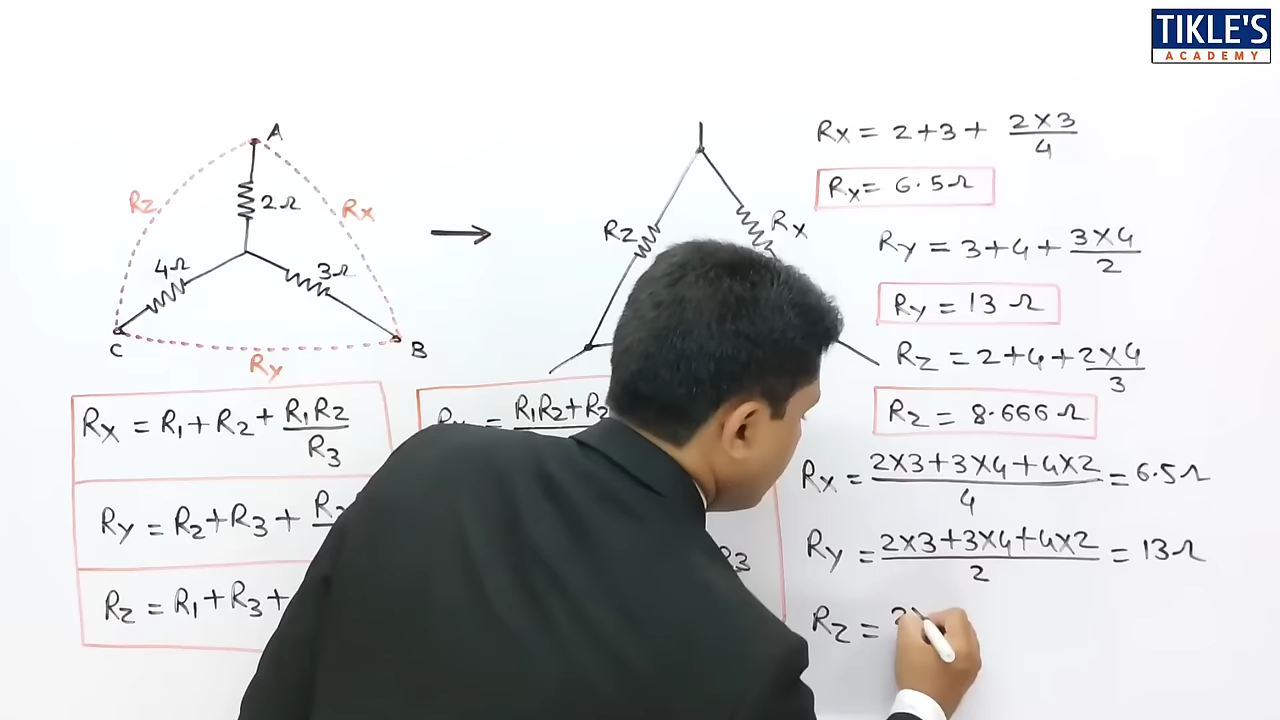 TIKLE'S
ACADEMY
A
Rz
2Ω
Rx
4Ω
3Ω
C
B
Ry
Rz
Rx
Rx = 2+3+ 2×3/4
Rx = 6.5Ω
Ry = 3+4+ 3×4/2
Ry = 13 Ω
Rz = 2+4+ 2×4/3
Rz = 8.666 Ω
Rx = 2×3+3×4+4×2/4 = 6.5Ω
Ry = 2×3+3×4+4×2/2 = 13Ω
Rz = 2×
Rx = R1+R2+ R1R2/R3
Ry = R2+R3+
Rz = R1+R3+
Rx = R1R2+R2
R3